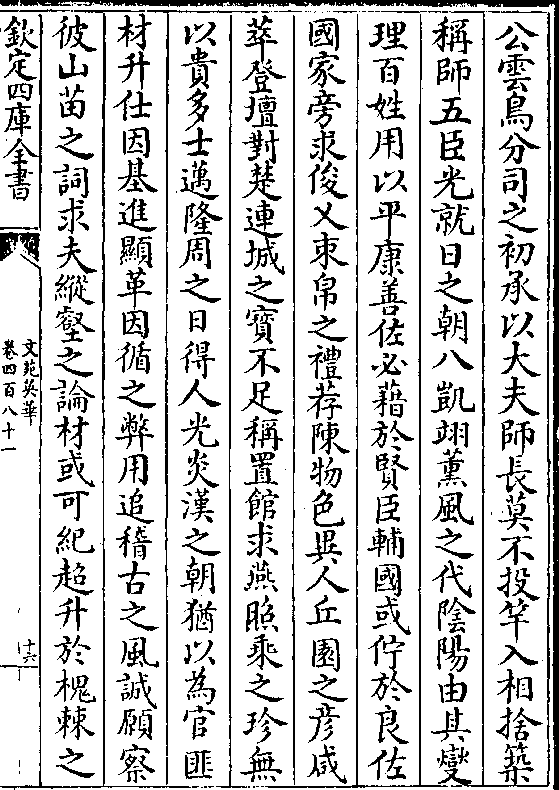 公雲鳥分司之初承以大夫師長莫不投竿入相捨築
稱師五臣光就日之朝八凱翊薰風之代陰陽由其燮
理百姓用以平康善佐必藉於賢臣輔國或佇於良佐
國家旁求俊乂束帛之禮荐陳物色異人丘園之彦咸
萃登壇對楚連城之寳不足稱置館求燕照乘之珍無
以貴多士邁隆周之日得人光炎漢之朝猶以為官匪
材升仕因基進顯革因循之弊用追稽古之風誠願察
彼山苗之詞求夫縱壑之論材或可紀超升於槐棘之
欽定四庫全書
文苑英華
卷四百八十一
十六